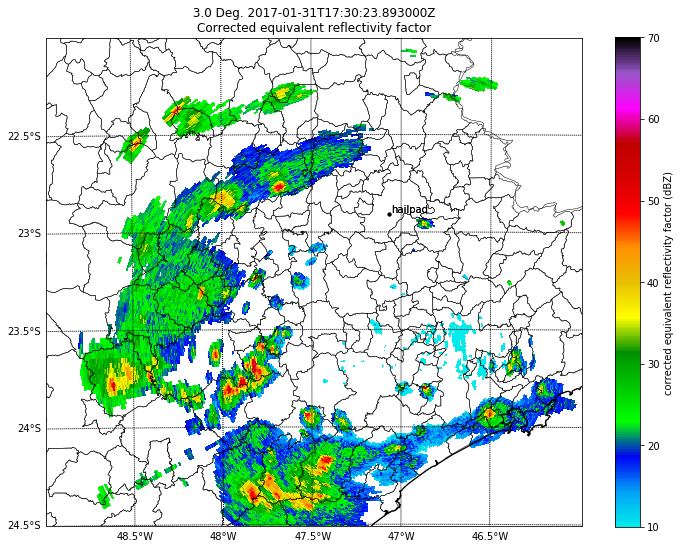 3.0 Deg. 2017-01-31T17:30:23.893000Z
Corrected equivalent reflectivity factor
22.5°S
23°S
23.5°S
24°S
24.5°S
48.5°W
48°W
47.5°W
47°W
46.5°W
hailpad
70
60
50
40
30
20
10
corrected equivalent reflectivity factor (dBZ)